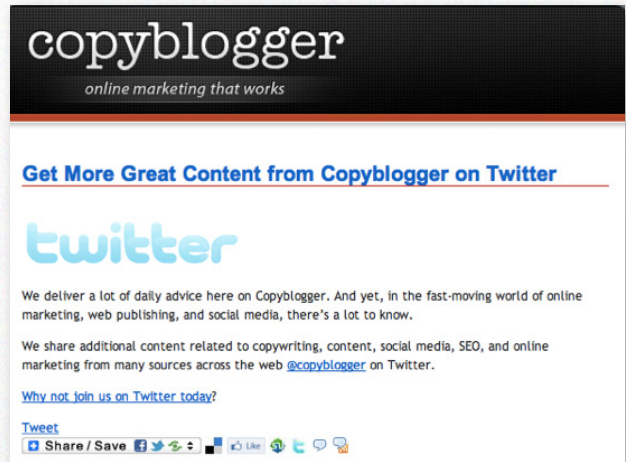 copyblogger
online marketing that works
Get More Great Content from Copyblogger on Twitter
twitter
We deliver a lot of daily advice here on Copyblogger. And yet, in the fast-moving world of online
marketing, web publishing, and social media, there's a lot to know.
We share additional content related to copywriting, content, social media, SEO, and online
marketing from many sources across the web @copyblogger on Twitter.
Why not join us on Twitter today?
Tweet
Share / Save Like